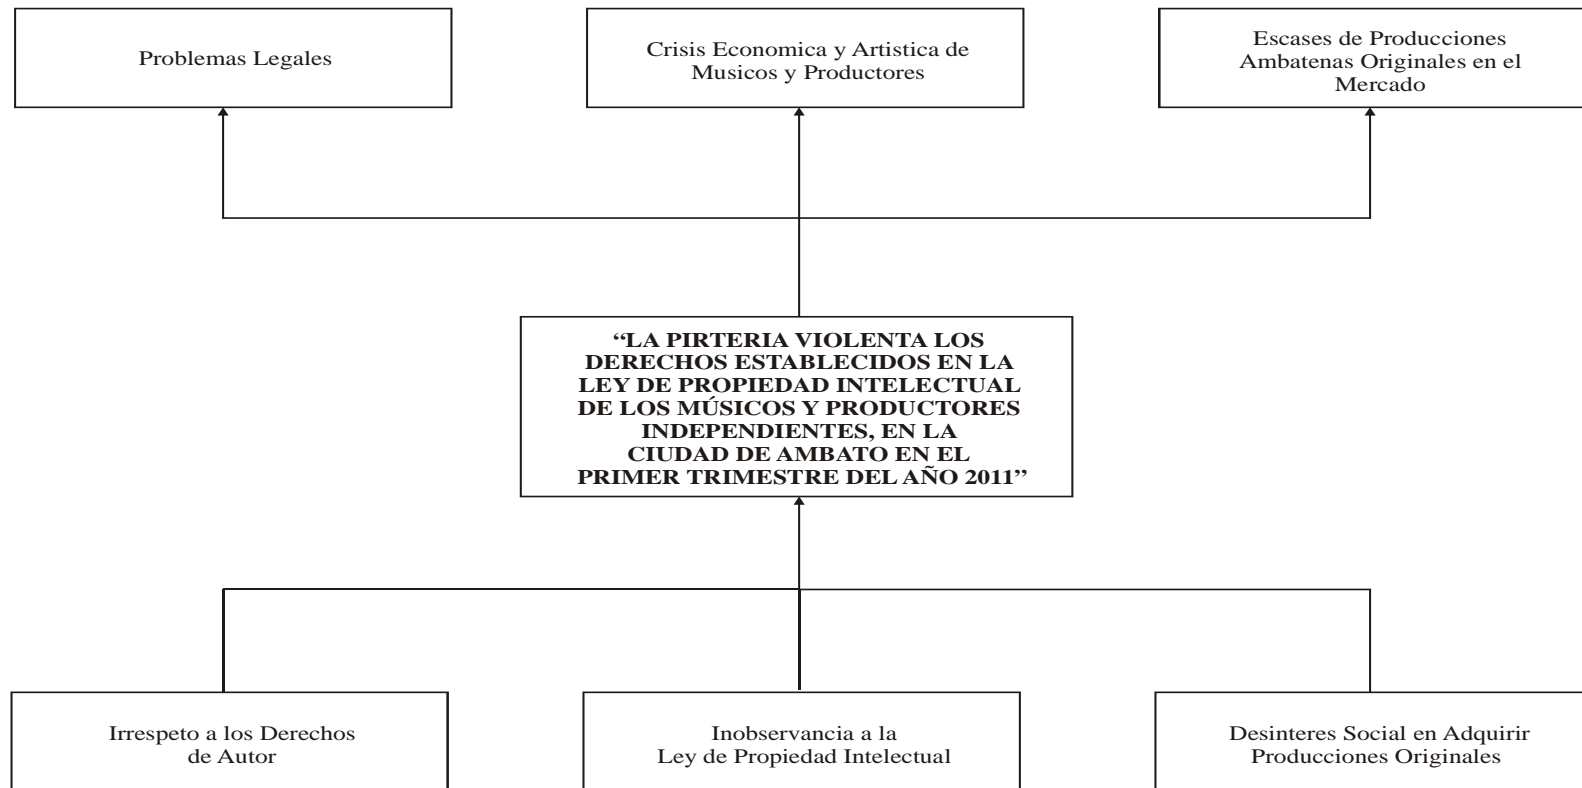 Problemas Legales
Crisis Economica y Artistica de
Musicos y Productores
Escases de Producciones
Ambatenas Originales en el
Mercado
“LA PIRTERIA VIOLENTA LOS
DERECHOS ESTABLECIDOS EN LA
LEY DE PROPIEDAD INTELECTUAL
DE LOS MÚSICOS Y PRODUCTORES
INDEPENDIENTES, EN LA
CIUDAD DE AMBATO EN EL
PRIMER TRIMESTRE DEL AÑO 2011”
Irrespeto a los Derechos
de Autor
Inobservancia a la
Ley de Propiedad Intelectual
Desinteres Social en Adquirir
Producciones Originales